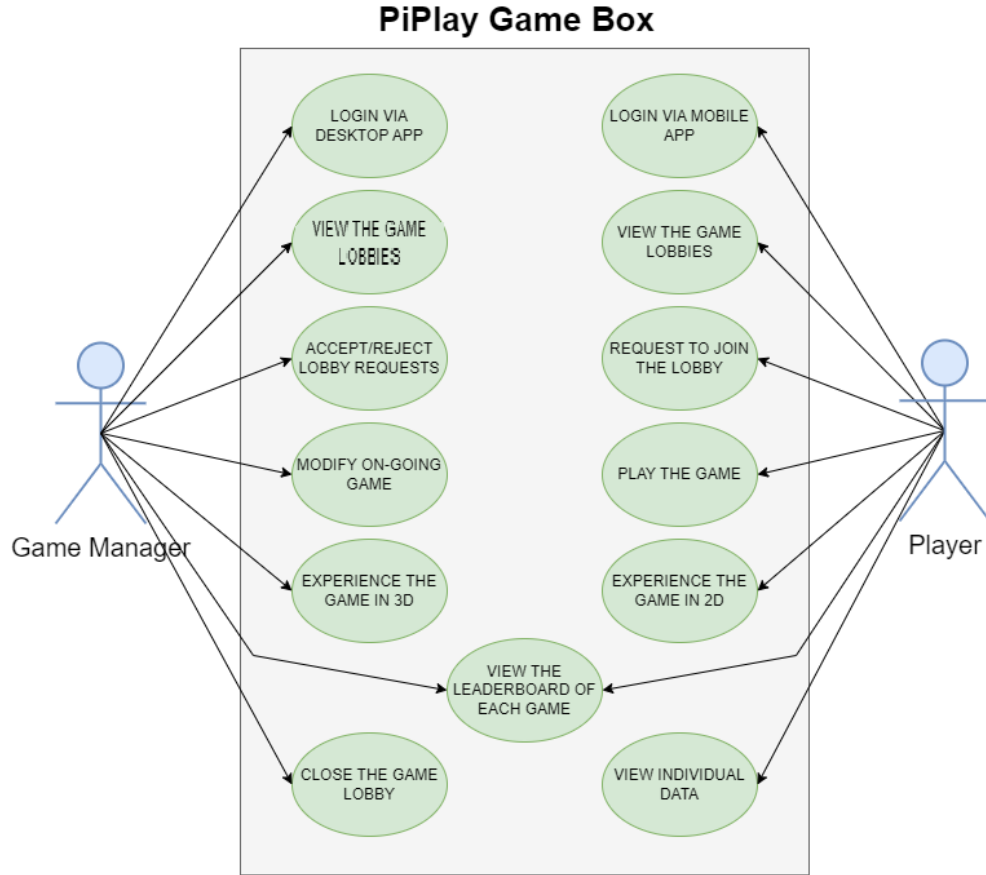 PiPlay Game Box
LOGIN VIA
DESKTOP APP
LOGIN VIA MOBILE
APP
VIEW THE GAME
LOBBIES
VIEW THE GAME
LOBBIES
ACCEPT/REJECT
LOBBY REQUESTS
REQUEST TO JOIN
THE LOBBY
MODIFY ON-GOING
GAME
PLAY THE GAME
Game Manager
Player
EXPERIENCE THE
GAME IN 3D
EXPERIENCE THE
GAME IN 2D
VIEW THE
LEADERBOARD OF
EACH GAME
CLOSE THE GAME
LOBBY
VIEW INDIVIDUAL
DATA